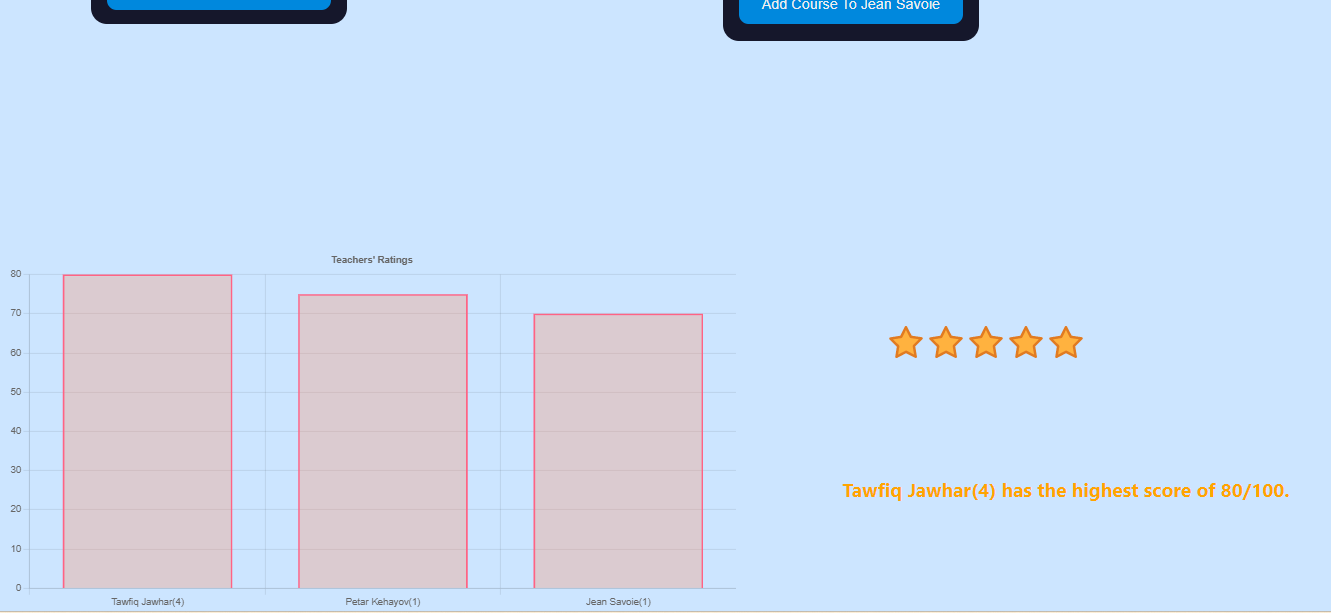 Add Course To Jean Savoie
Teachers' Ratings
80
70
60
50
40
30
20
10
0
Tawfiq Jawhar(4)
Petar Kehayov(1)
Jean Savoie(1)
Tawfiq Jawhar(4) has the highest score of 80/100.